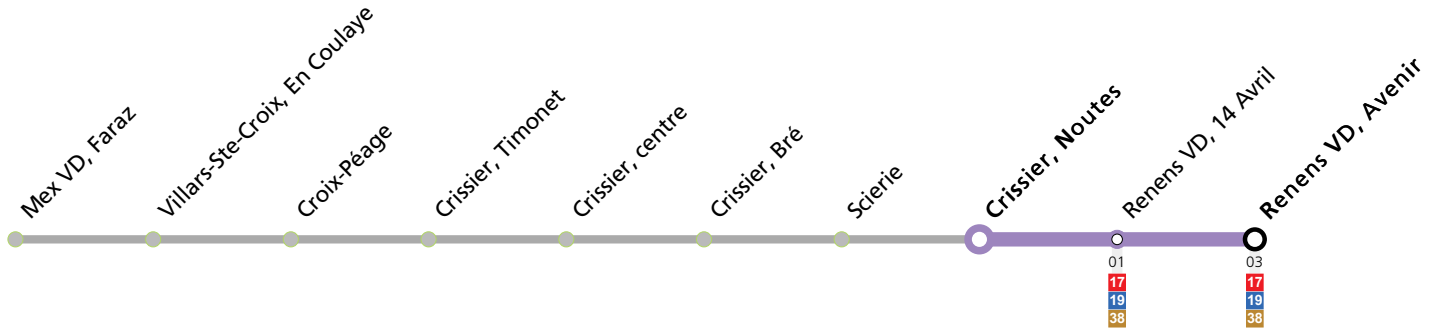 Mex VD, Faraz
Villars-Ste-Croix, En Coulaye
Croix-Péage
Crissier, Timonet
Crissier, centre
Crissier, Bré
Scierie
Crissier, Noutes
Renens VD, 14 Avril
Renens VD, Avenir
01
03
17
17
19
19
38
38